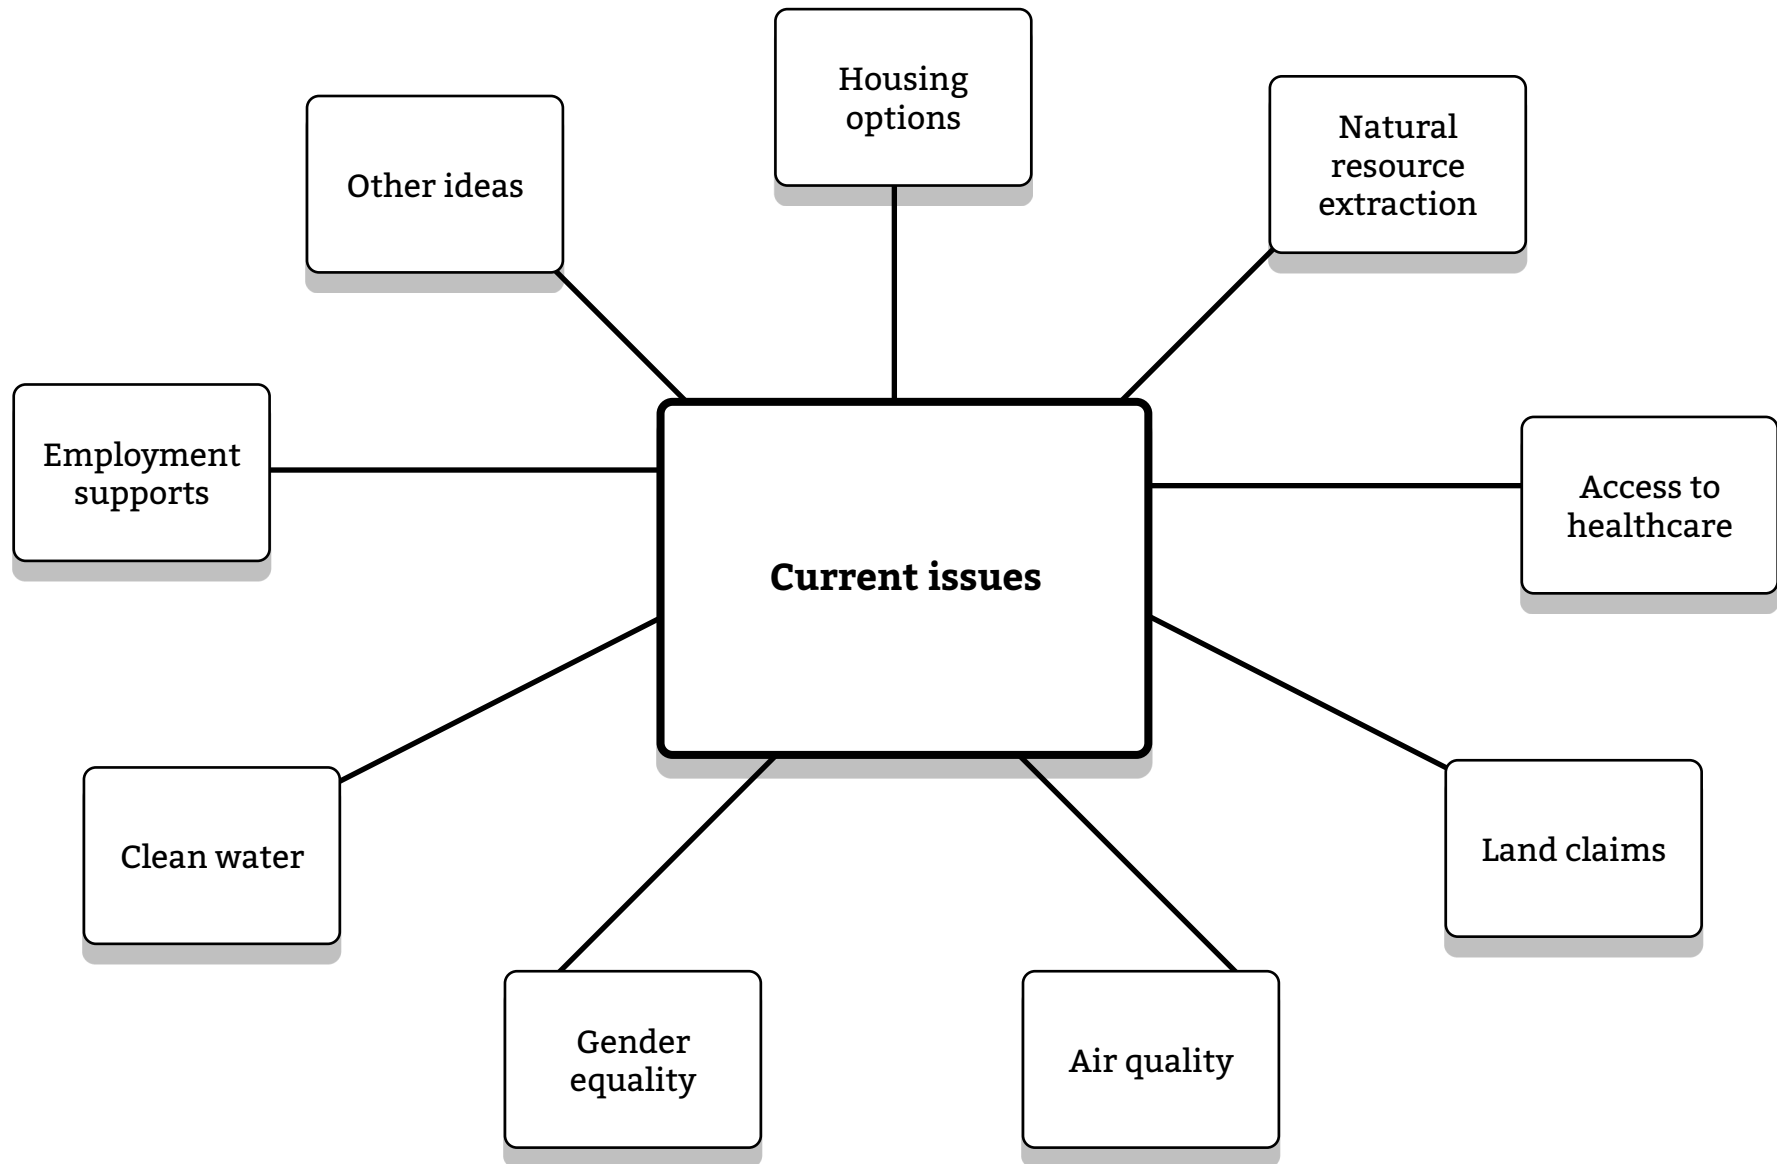 Housing
options
Natural
resource
extraction
Other ideas
Employment
supports
Access to
healthcare
Current issues
Clean water
Land claims
Gender
equality
Air quality